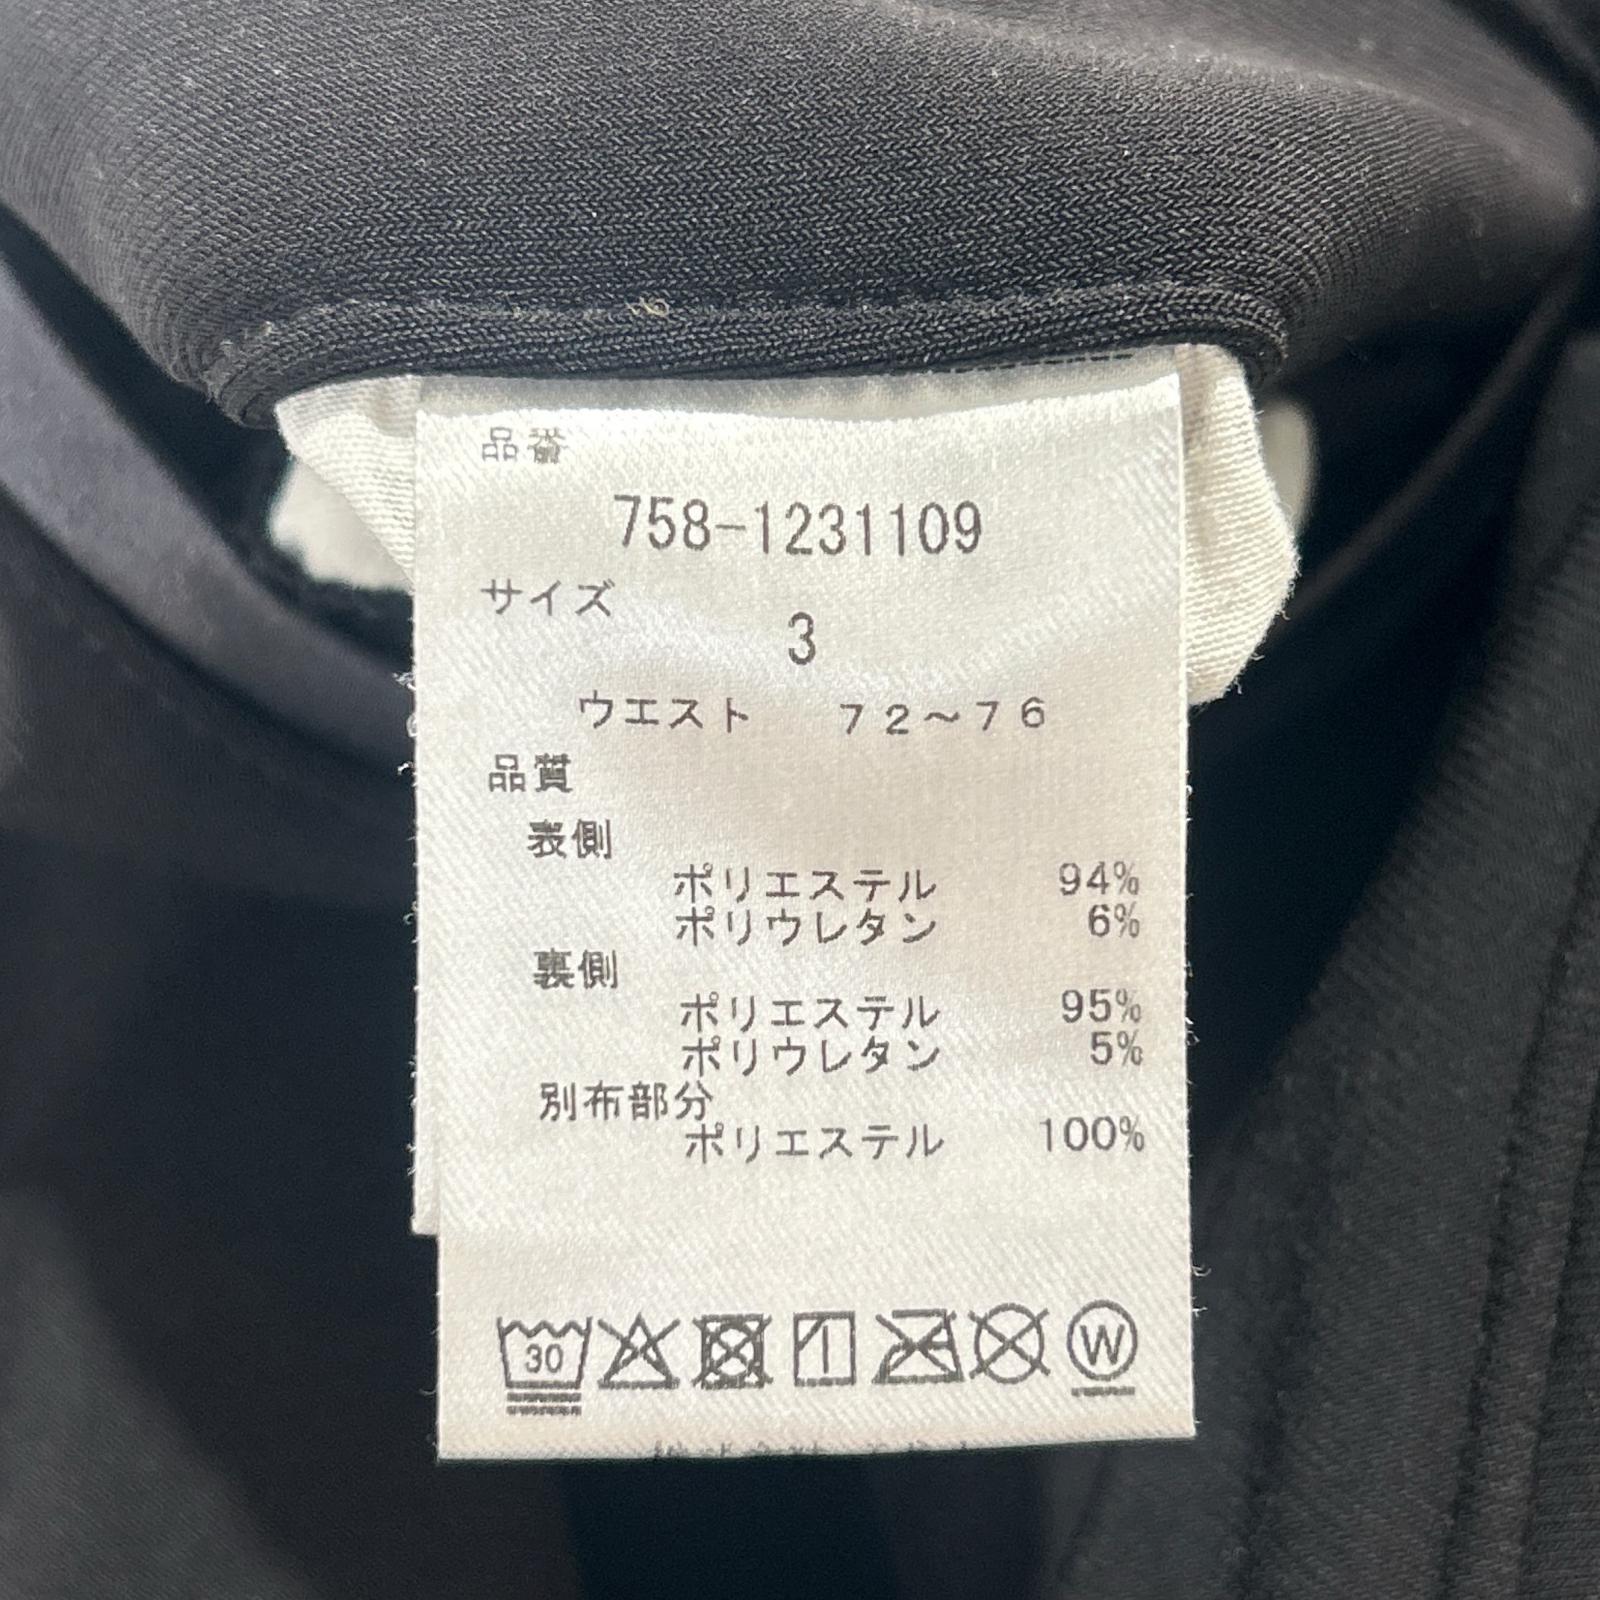 品番
758-1231109
サイズ
3
ウエスト 72~76
品質
表側
ポリエステル 94%
ポリウレタン 6%
裏側
ポリエステル 95%
ポリウレタン 5%
別布部分
ポリエステル 100%
30
W